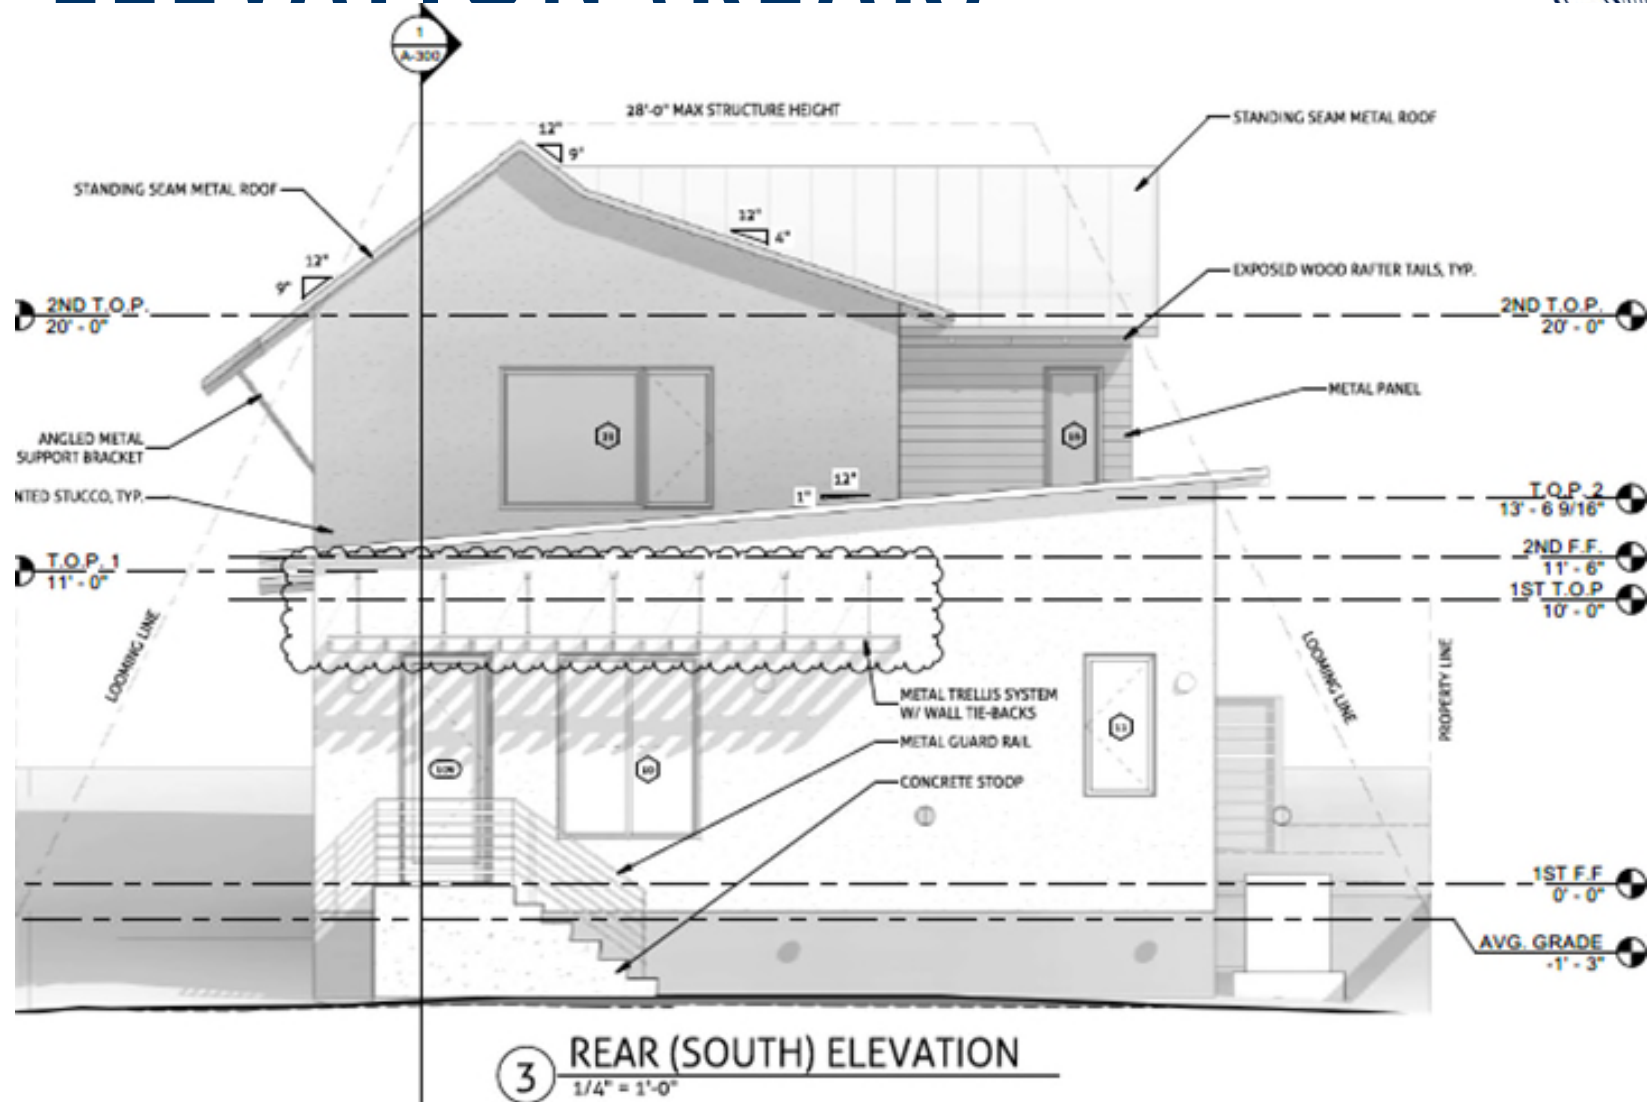 1
A-300
28'-0" MAX STRUCTURE HEIGHT
STANDING SEAM METAL ROOF
12"
9"
STANDING SEAM METAL ROOF
12"
4"
12"
9"
EXPOSED WOOD RAFTER TAILS, TYP.
2ND T.O.P.
20' - 0"
2ND T.O.P.
20' - 0"
METAL PANEL
ANGLED METAL
SUPPORT BRACKET
12"
1"
NTED STUCCO, TYP.
T.O.P. 2
13' - 6 9/16"
2ND F.F.
11' - 6"
T.O.P. 1
11' - 0"
1ST T.O.P
10' - 0"
LOOMING LINE
LOOMING LINE
PROPERTY LINE
METAL TRELLIS SYSTEM
W/ WALL TIE-BACKS
METAL GUARD RAIL
CONCRETE STOOP
1ST F.F
0' - 0"
AVG. GRADE
-1' - 3"
3
REAR (SOUTH) ELEVATION
1/4" = 1'-0"